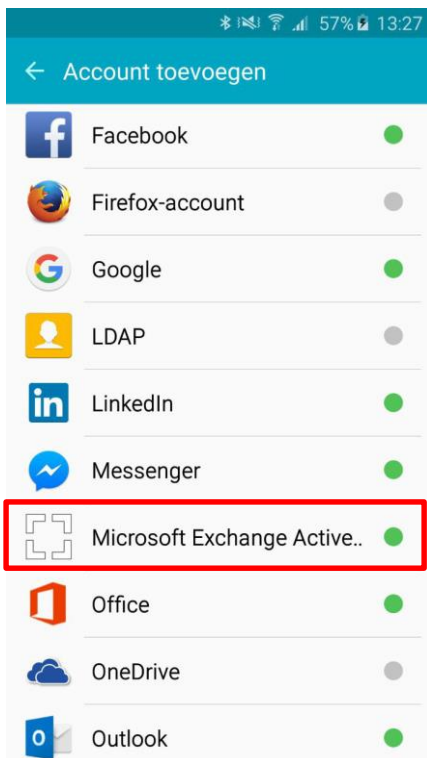 57% 13:27
Account toevoegen
Facebook
Firefox-account
Google
LDAP
LinkedIn
Messenger
Microsoft Exchange Active..
Office
OneDrive
Outlook